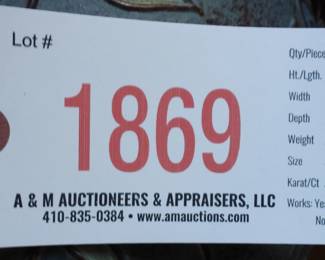 Lot #
1869
A & M AUCTIONEERS & APPRAISERS, LLC
410-835-0384 • www.amauctions.com
Qty/Piece
Ht./Lgth.
Width
Depth
Weight
Size
Karat/Ct
Works: Ye
No